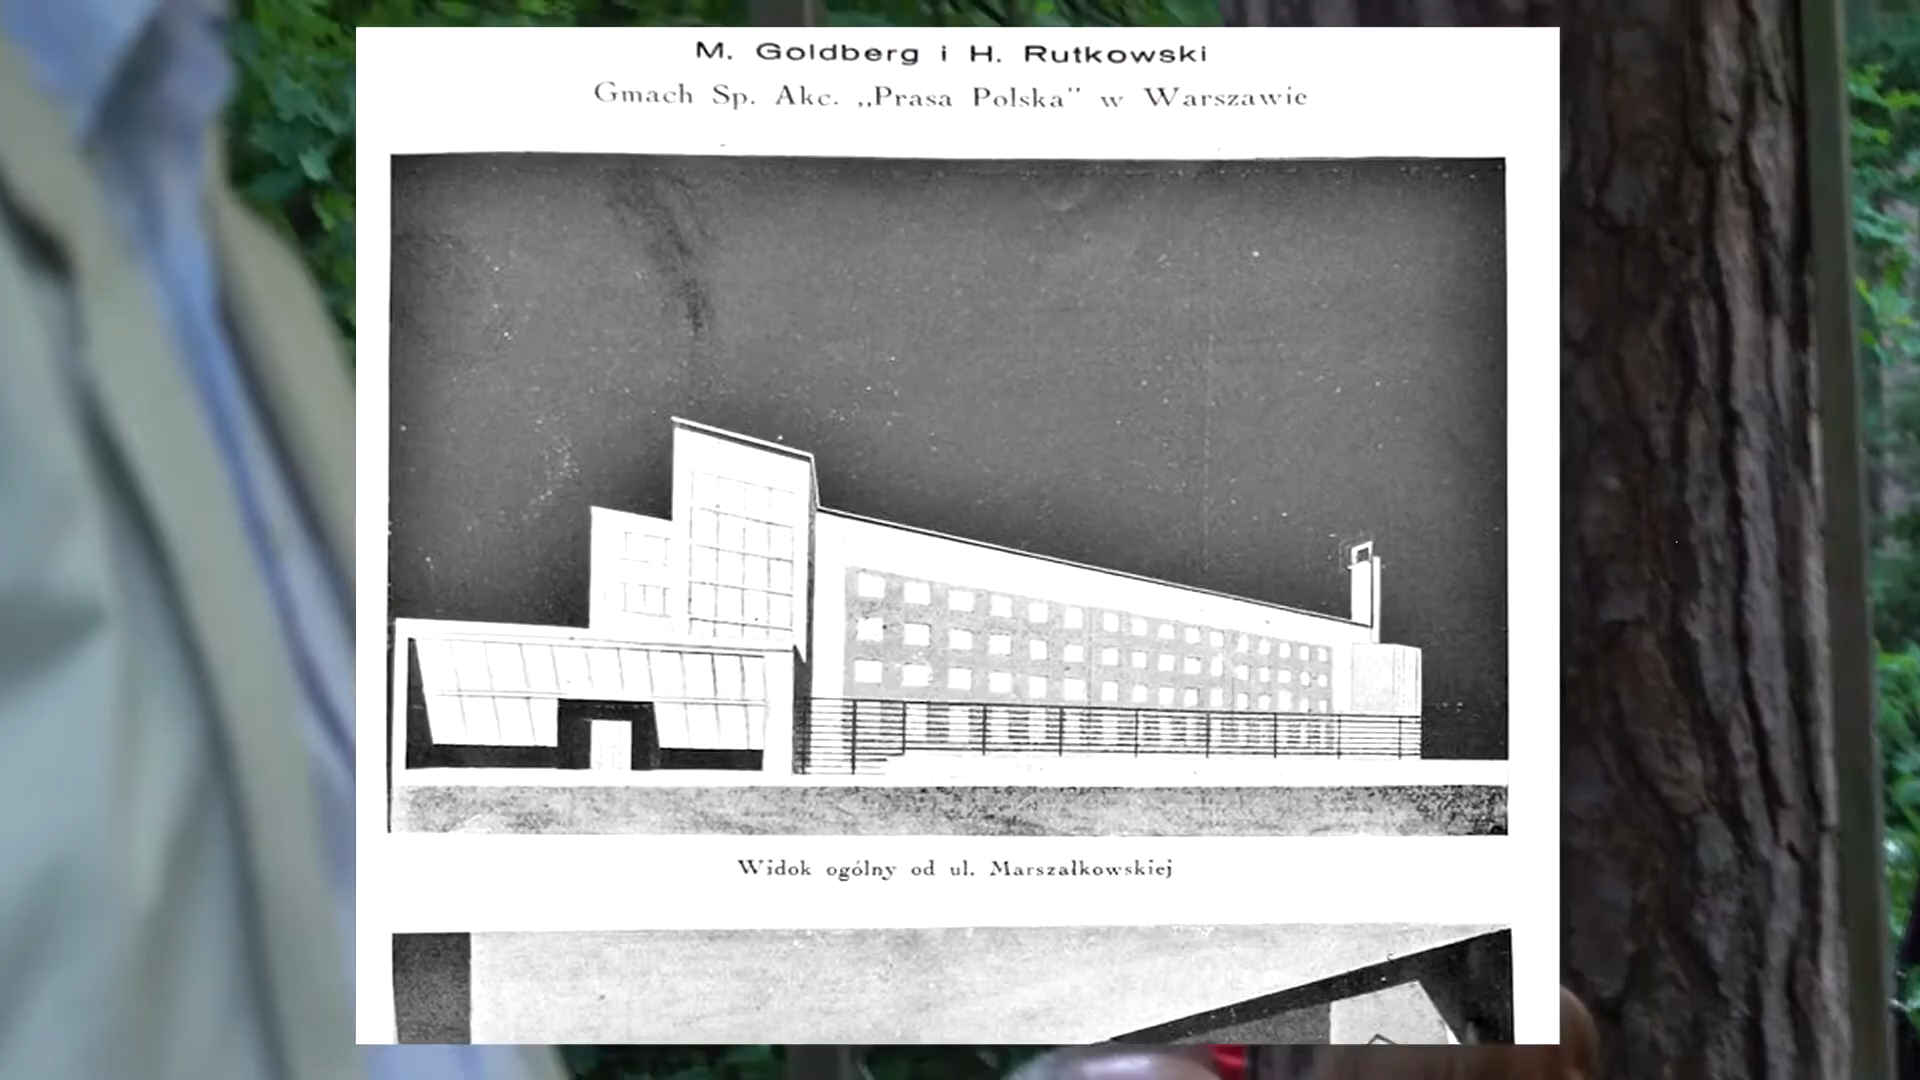 M. Goldberg i H. Rutkowski
Gmach Sp. Akc. „Prasa Polska" w Warszawie
Widok ogólny od ul. Marszałkowskiej